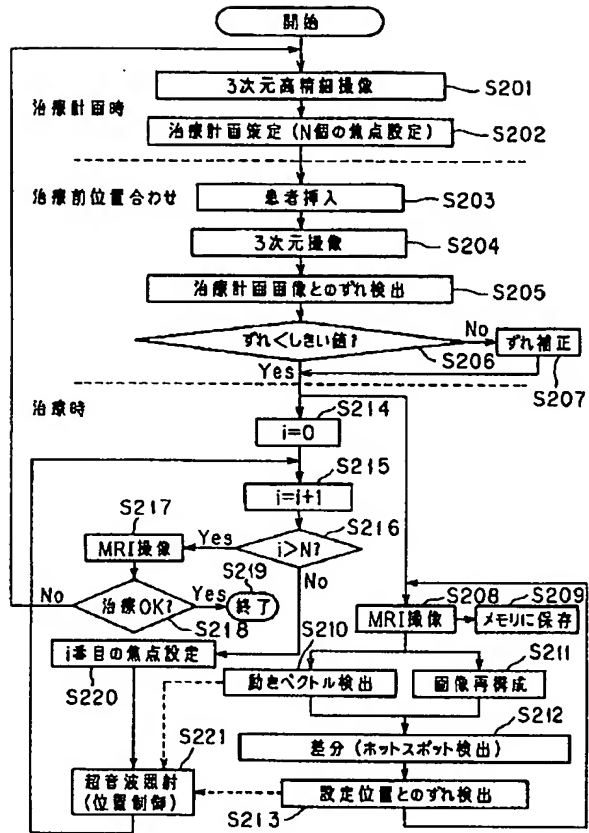 開始
3次元高精細撮像
S201
治療計画時
治療計画策定（N個の焦点設定）
S202
治療前位置合わせ
患者挿入
S203
3次元撮像
S204
治療計画画像とのずれ検出
S205
ずれ<しきい値?
No
ずれ補正
S206
Yes
S207
治療時
S214
i=0
S215
i=i+1
S217
S216
MRI撮像
Yes
i>N?
S219
No
No
治療OK?
Yes
終了
S208
S209
MRI撮像
メモリに保存
S218
S210
i番目の焦点設定
S211
S220
動きベクトル検出
画像再構成
S212
S221
差分（ホットスポット検出）
超音波照射
(位置制御)
設定位置とのずれ検出
S213